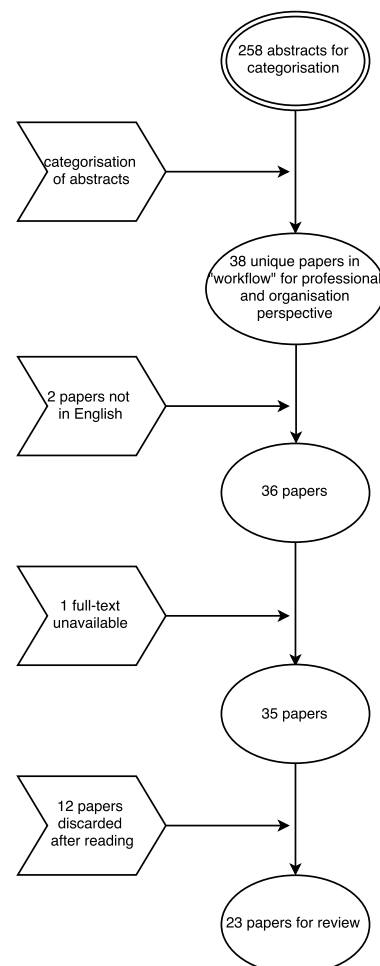 258 abstracts for
categorisation
categorisation
of abstracts
38 unique papers in
"workflow" for professional
and organisation
perspective
2 papers not
in English
36 papers
1 full-text
unavailable
35 papers
12 papers
discarded
after reading
23 papers for review